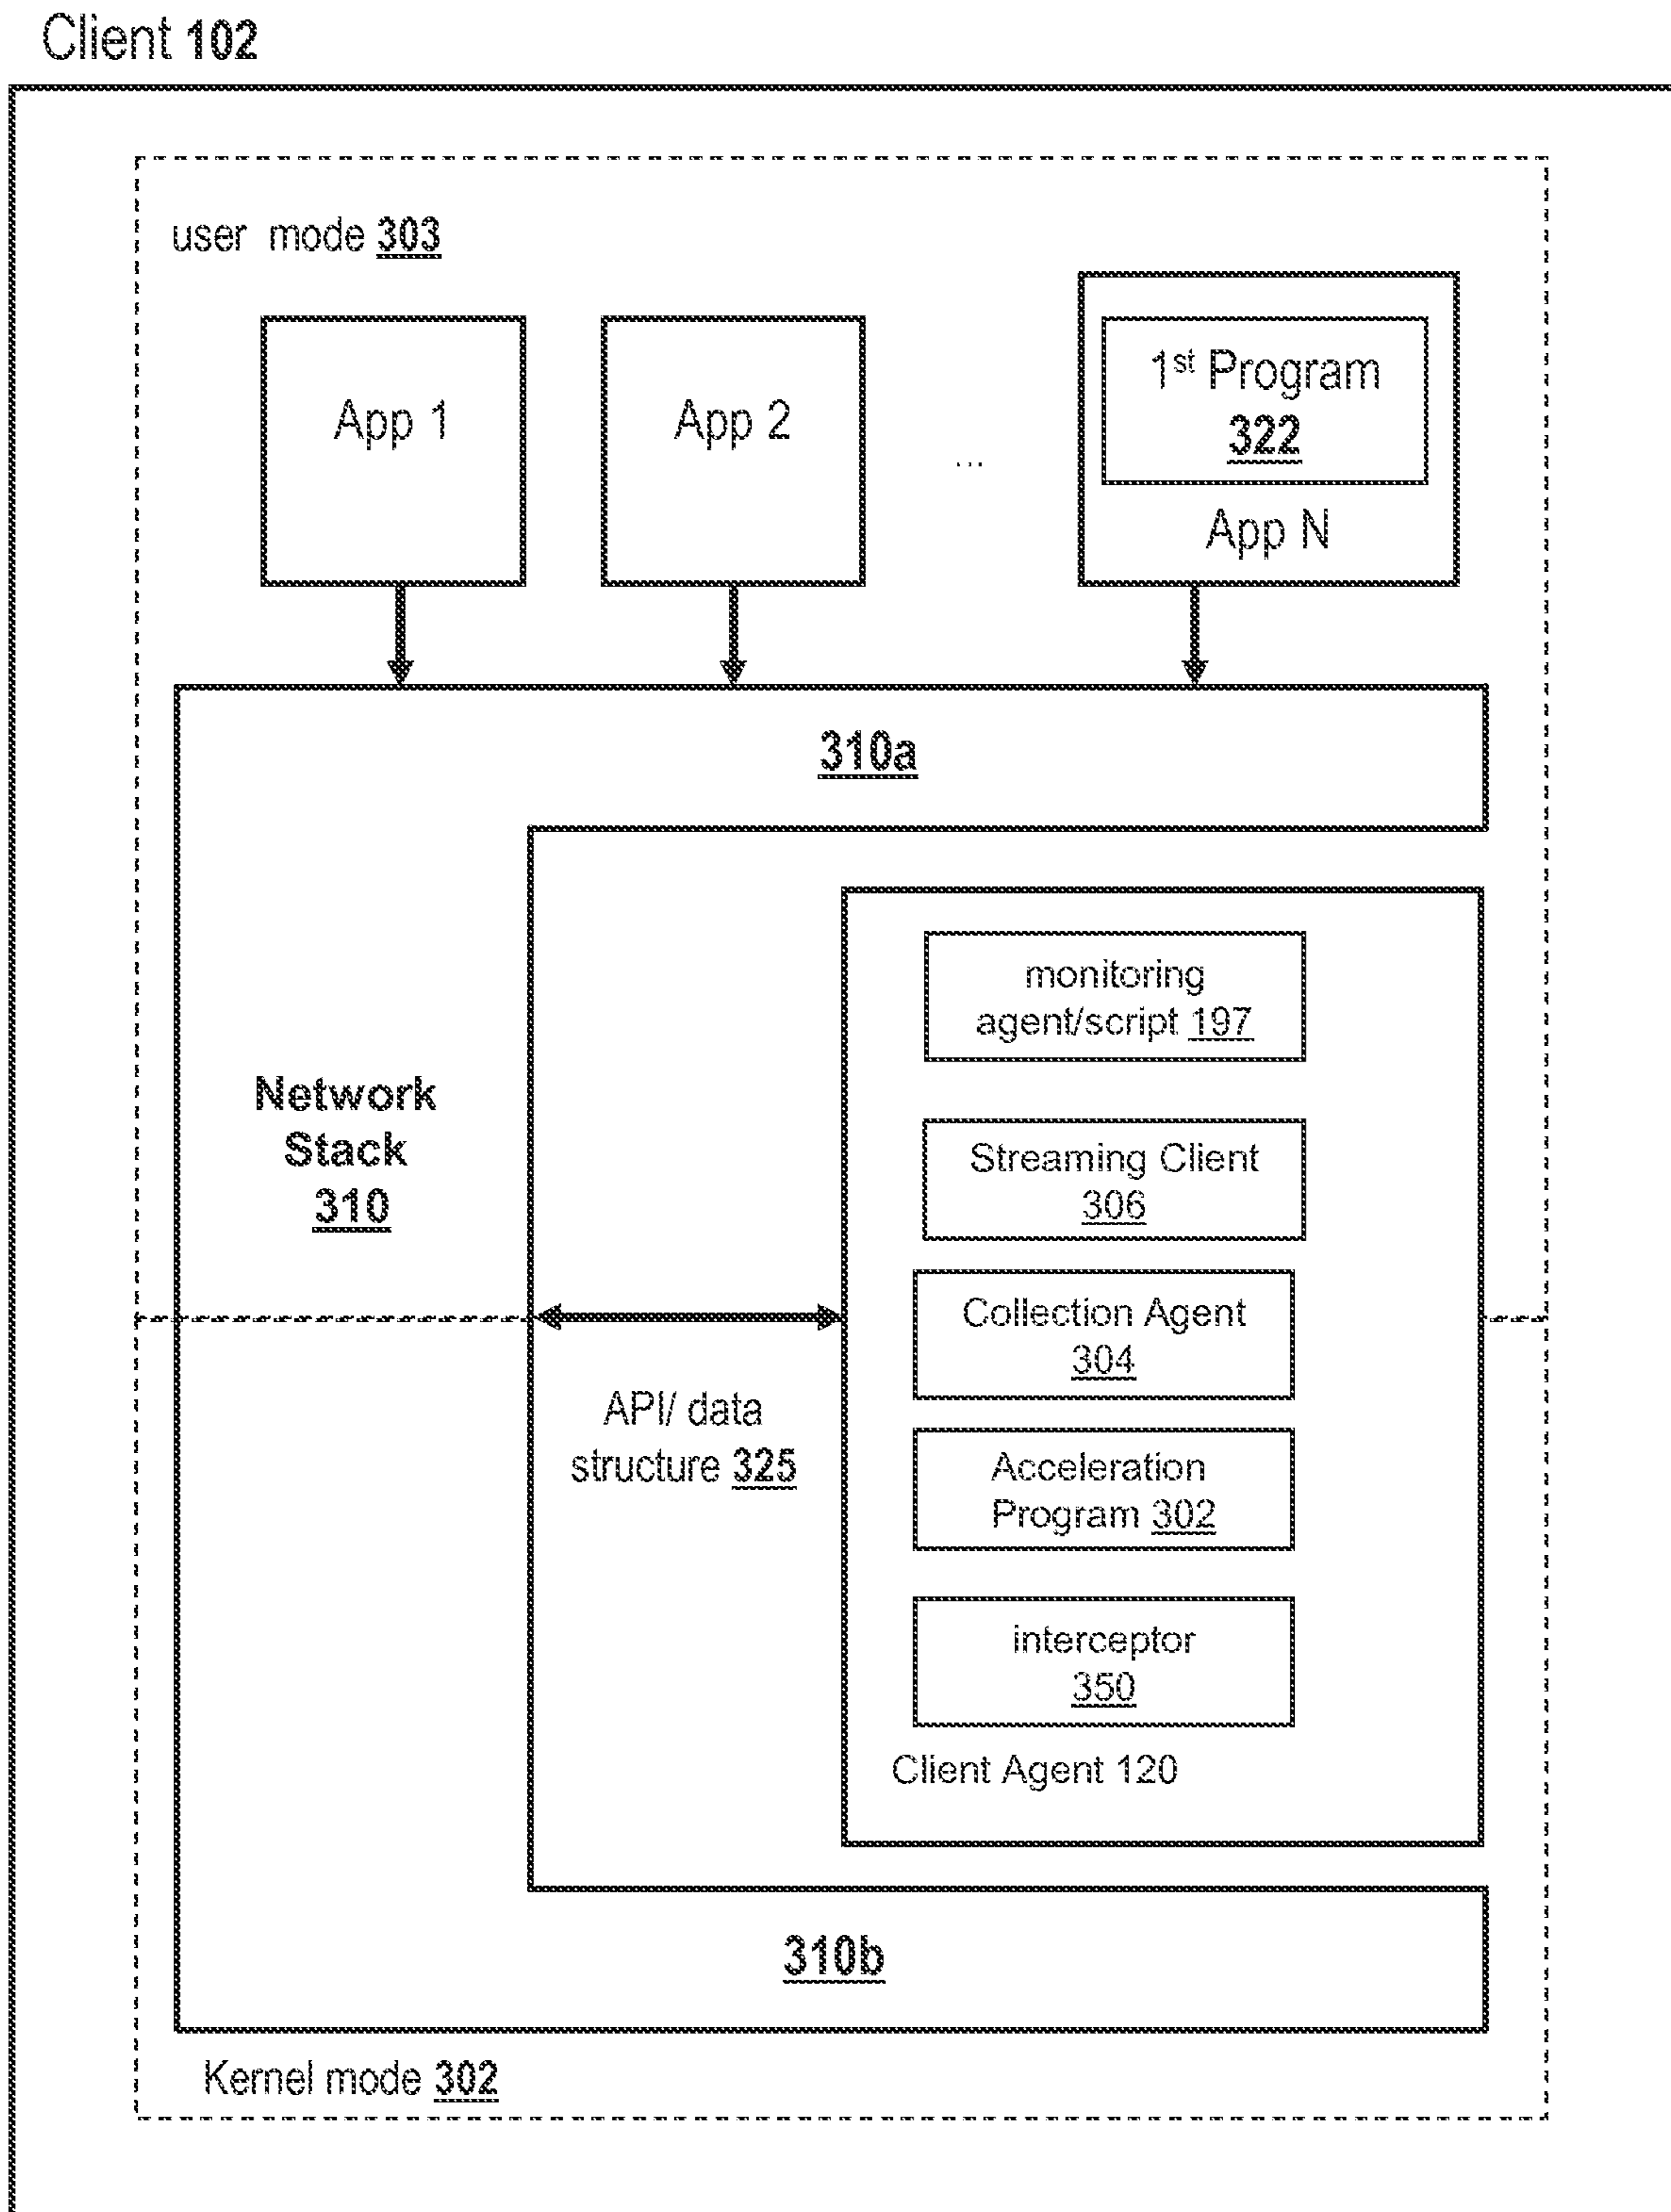 Client 102
user mode 303
App 1
App 2
...
1st Program
322
App N
310a
Network
Stack
310
monitoring
agent/script 197
Streaming Client
306
Collection Agent
304
API/ data
structure 325
Acceleration
Program 302
interceptor
350
Client Agent 120
310b
Kernel mode 302